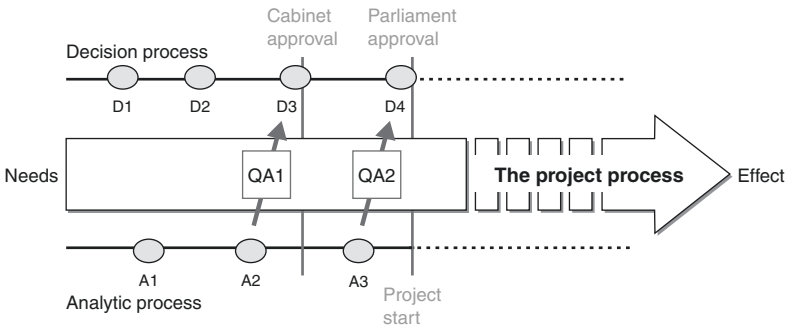 Cabinet
approval
Parliament
approval
Decision process
D1
D2
D3
D4
Needs
QA1
QA2
The project process
Effect
A1
A2
A3
Analytic process
Project
start